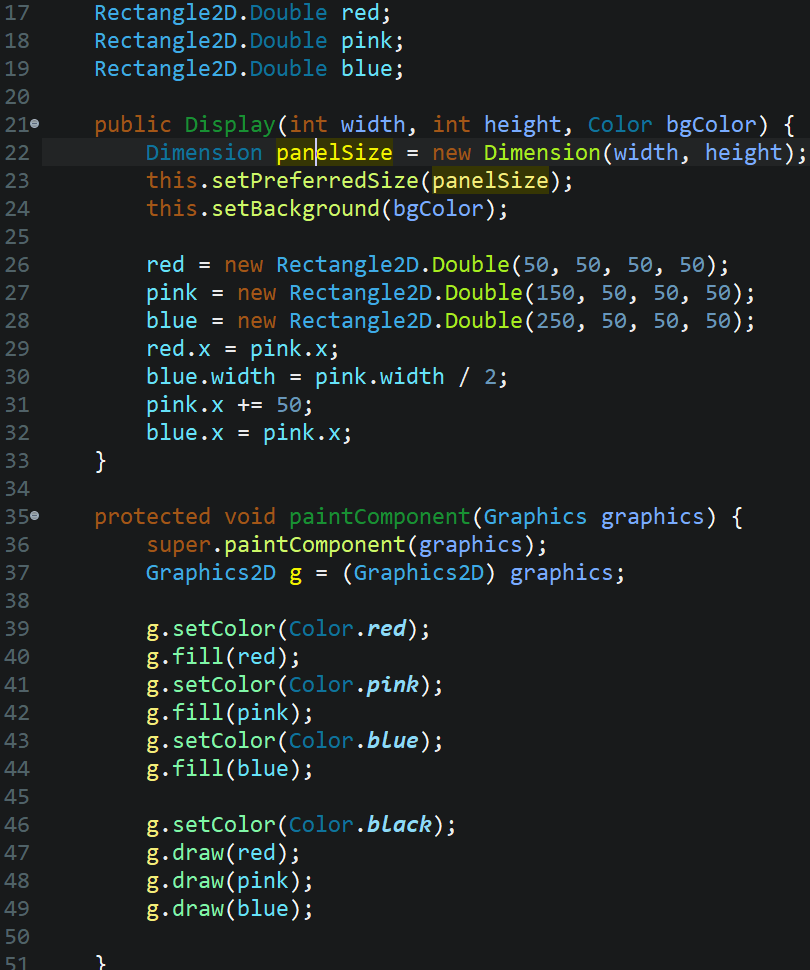 17 Rectangle2D.Double red;
18 Rectangle2D.Double pink;
19 Rectangle2D.Double blue;
20
21 public Display(int width, int height, Color bgColor) {
22 Dimension panelSize = new Dimension(width, height);
23 this.setPreferredSize(panelSize);
24 this.setBackground(bgColor);
25
26 red = new Rectangle2D.Double(50, 50, 50, 50);
27 pink = new Rectangle2D.Double(150, 50, 50, 50);
28 blue = new Rectangle2D.Double(250, 50, 50, 50);
29 red.x = pink.x;
30 blue.width = pink.width / 2;
31 pink.x += 50;
32 blue.x = pink.x;
33 }
34
35 protected void paintComponent(Graphics graphics) {
36 super.paintComponent(graphics);
37 Graphics2D g = (Graphics2D) graphics;
38
39 g.setColor(Color.red);
40 g.fill(red);
41 g.setColor(Color.pink);
42 g.fill(pink);
43 g.setColor(Color.blue);
44 g.fill(blue);
45
46 g.setColor(Color.black);
47 g.draw(red);
48 g.draw(pink);
49 g.draw(blue);
50
51 }